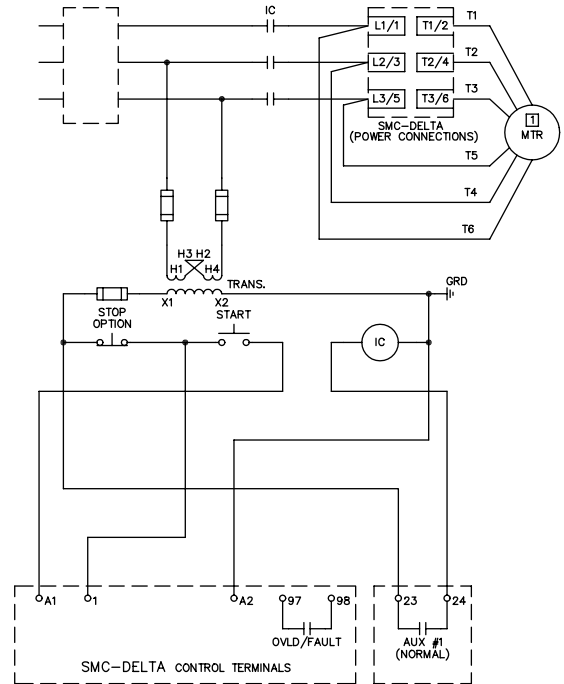 IC
L1/1 T1/2 T1
L2/3 T2/4 T2
L3/5 T3/6 T3
SMC-DELTA
(POWER CONNECTIONS)
1
MTR
T5
T4
T6
H3 H2
H1 H4
TRANS.
X1 X2
GRD
STOP
OPTION
START
IC
A1 1 A2 97 98 23 24
OVLD/FAULT
AUX #1
(NORMAL)
SMC-DELTA CONTROL TERMINALS